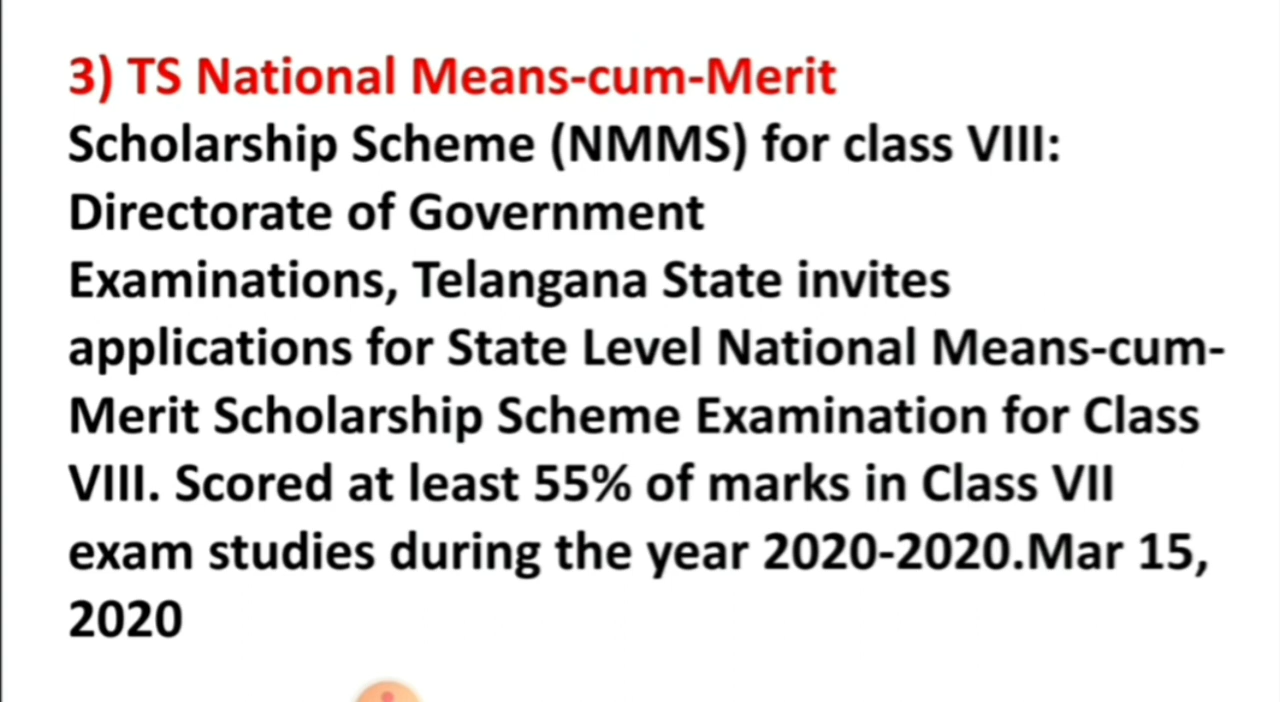 3) TS National Means-cum-Merit
Scholarship Scheme (NMMS) for class VIII:
Directorate of Government
Examinations, Telangana State invites
applications for State Level National Means-cum-
Merit Scholarship Scheme Examination for Class
VIII. Scored at least 55% of marks in Class VII
exam studies during the year 2020-2020.Mar 15,
2020